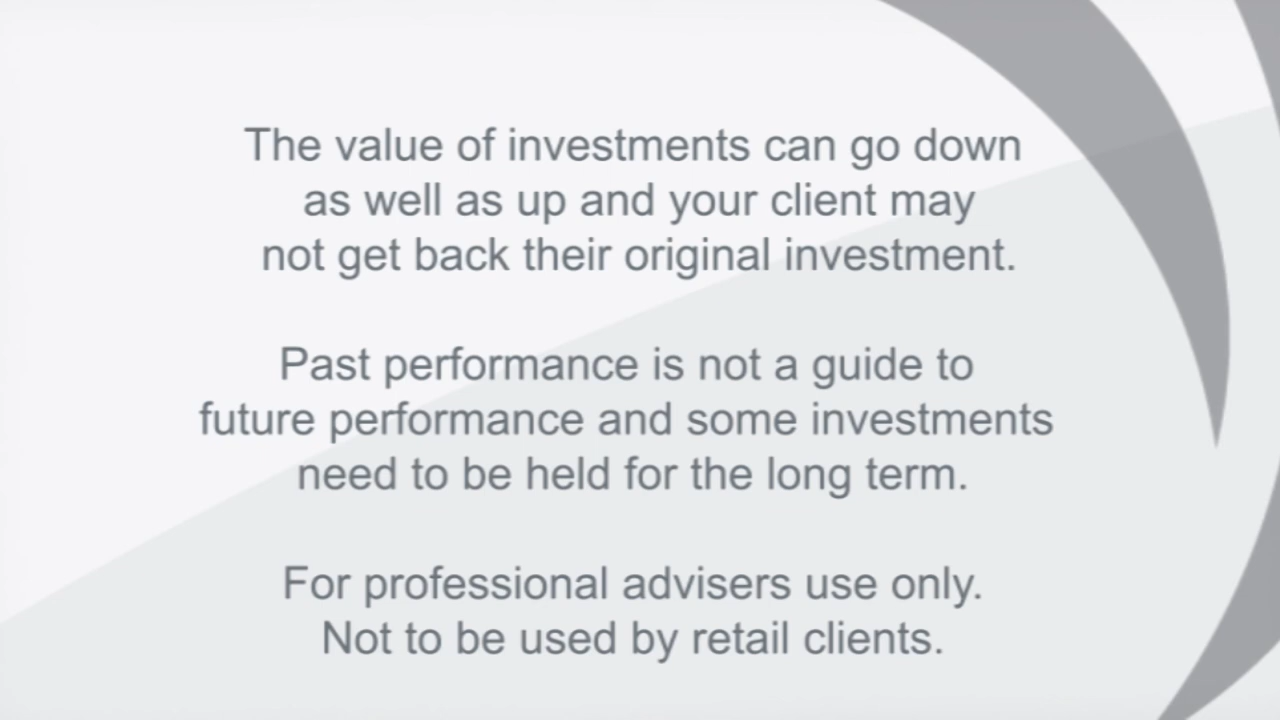 The value of investments can go down
as well as up and your client may
not get back their original investment.
Past performance is not a guide to
future performance and some investments
need to be held for the long term.
For professional advisers use only.
Not to be used by retail clients.